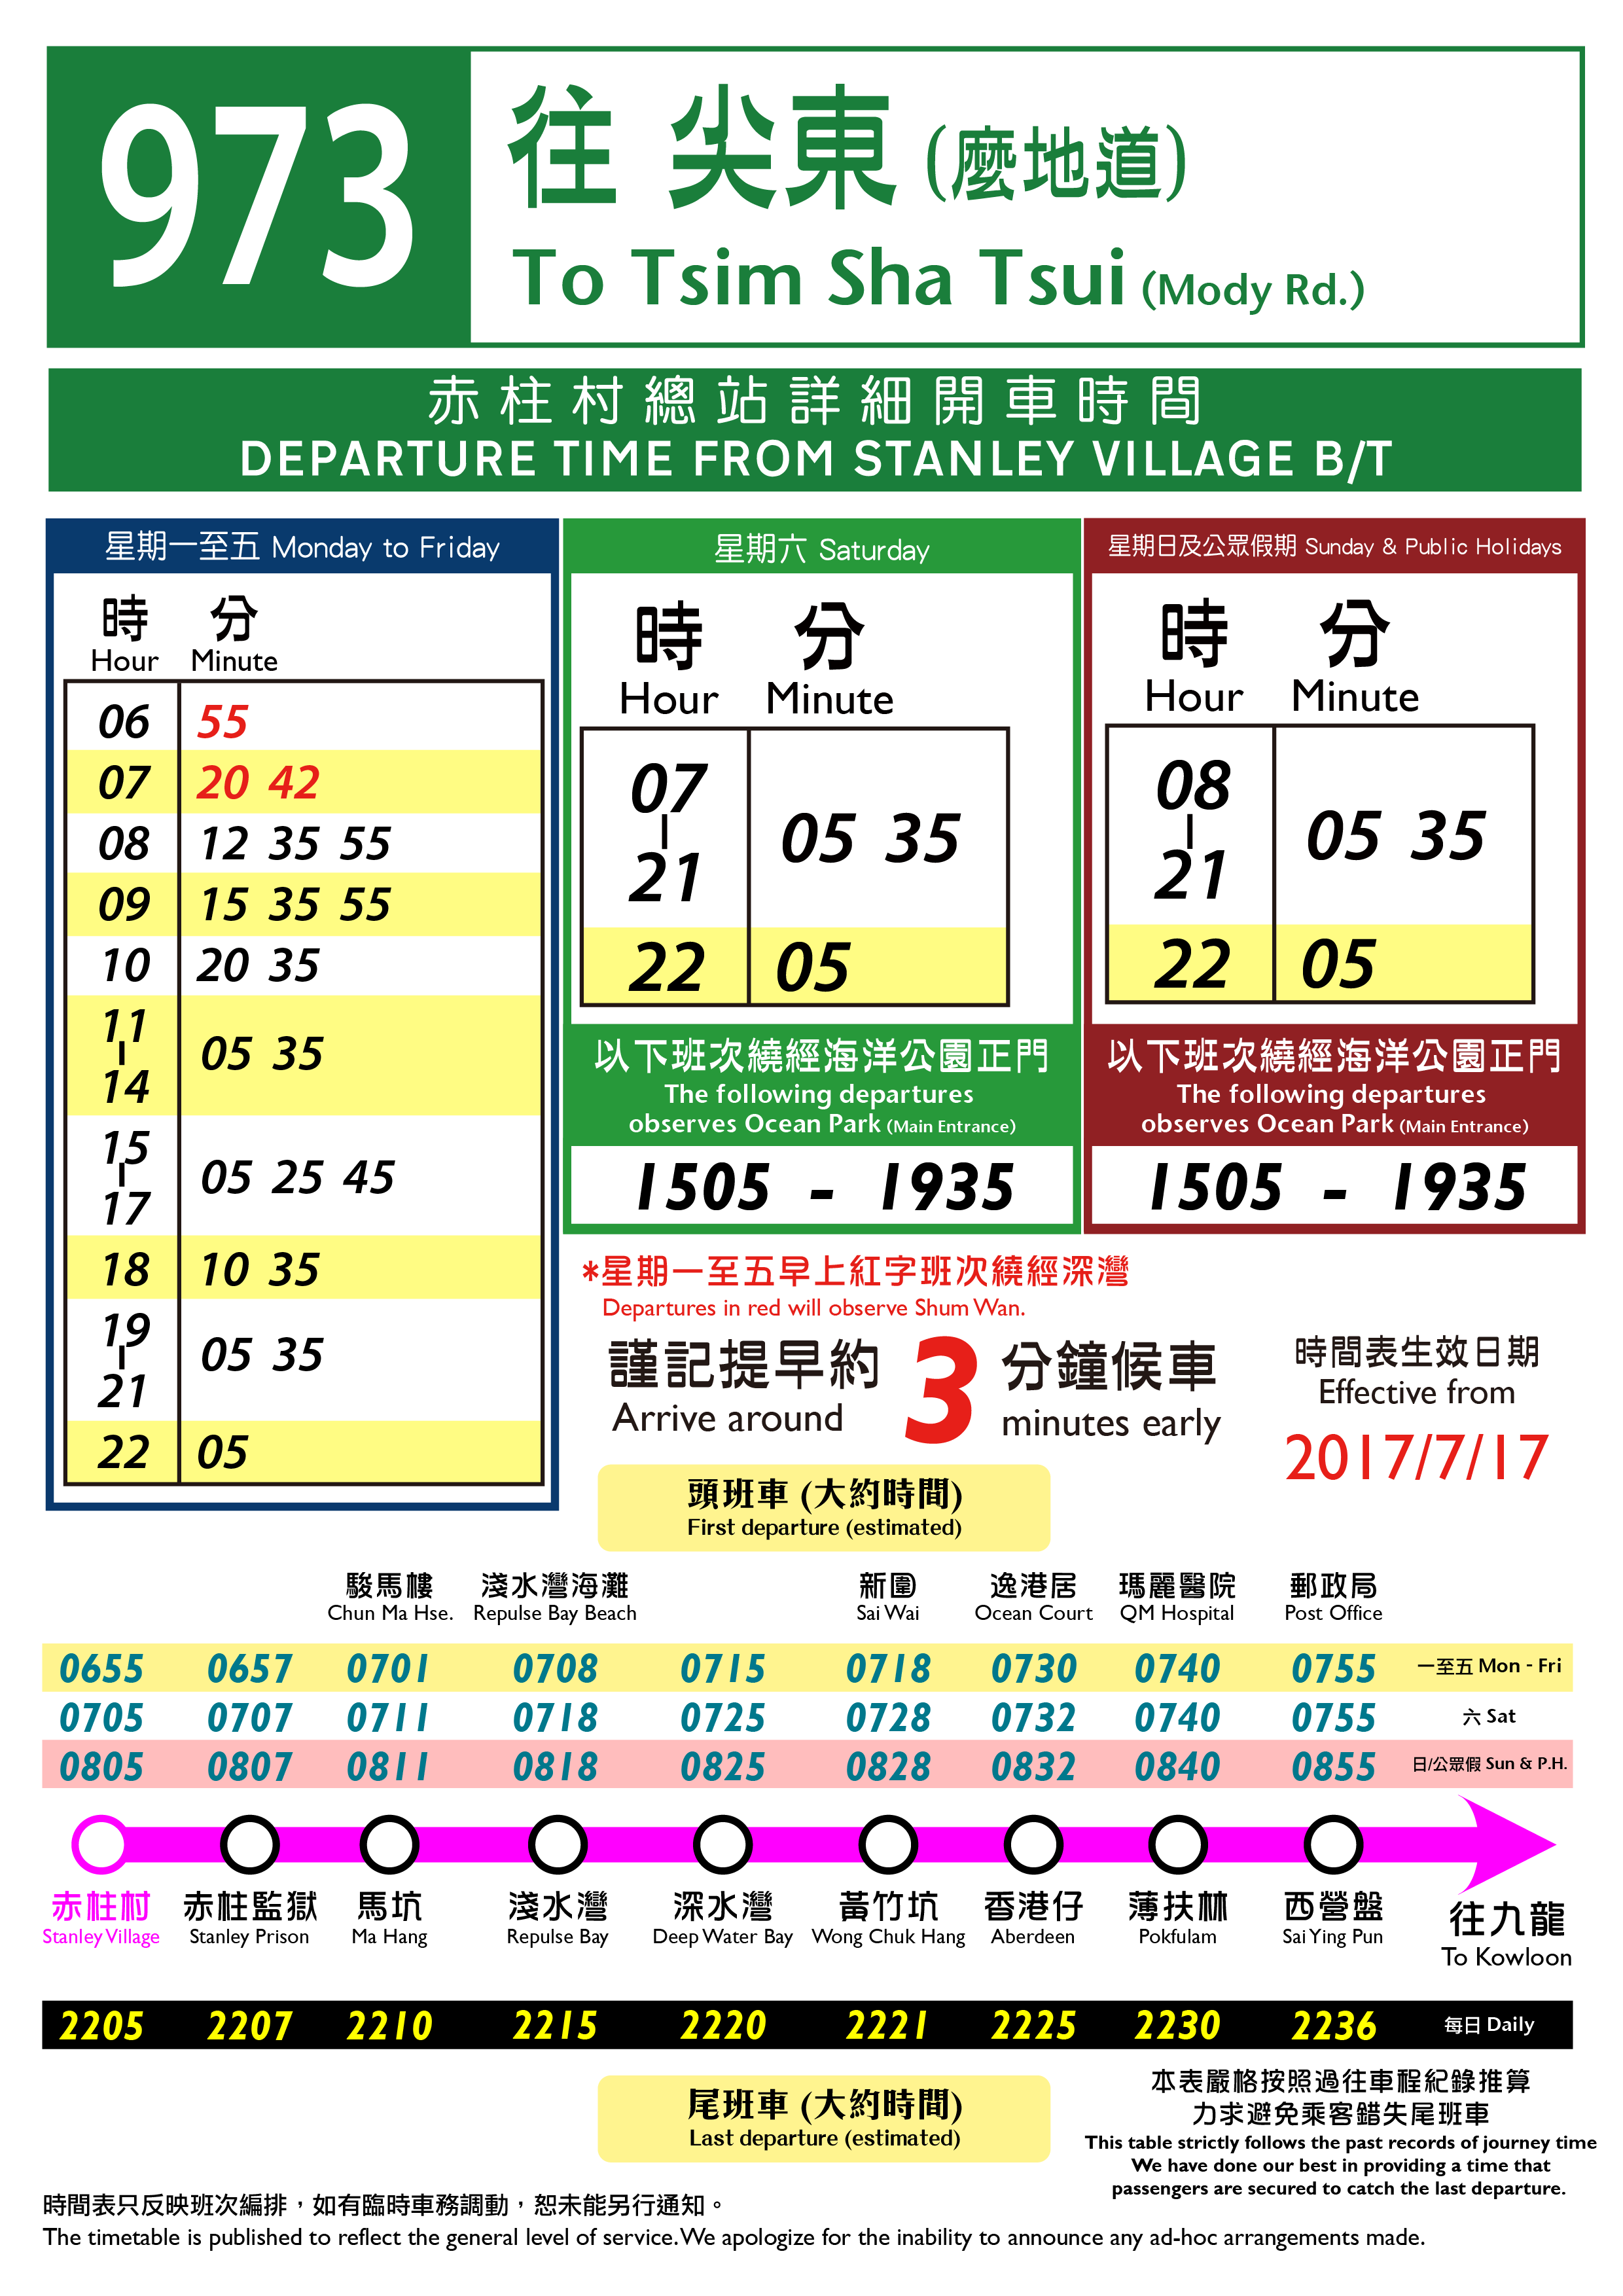 973
往 尖東 (麼地道)
To Tsim Sha Tsui (Mody Rd.)
赤柱村總站詳細開車時間
DEPARTURE TIME FROM STANLEY VILLAGE B/T
星期一至五 Monday to Friday
時 分
Hour Minute
06 55
07 20 42
08 12 35 55
09 15 35 55
10 20 35
11
|
14
05 35
15
|
17
05 25 45
18 10 35
19
|
21
05 35
22 05
星期六 Saturday
時 分
Hour Minute
07
|
21
05 35
22 05
以下班次繞經海洋公園正門
The following departures
observes Ocean Park (Main Entrance)
1505 - 1935
星期日及公眾假期 Sunday & Public Holidays
時 分
Hour Minute
08
|
21
05 35
22 05
以下班次繞經海洋公園正門
The following departures
observes Ocean Park (Main Entrance)
1505 - 1935
*星期一至五早上紅字班次繞經深灣
Departures in red will observe Shum Wan.
謹記提早約 3 分鐘候車
Arrive around minutes early
時間表生效日期
Effective from
2017/7/17
頭班車 (大約時間)
First departure (estimated)
駿馬樓 淺水灣海灘 新圍 逸港居 瑪麗醫院 郵政局
Chun Ma Hse. Repulse Bay Beach Sai Wai Ocean Court QM Hospital Post Office
0655 0657 0701 0708 0715 0718 0730 0740 0755 一至五 Mon - Fri
0705 0707 0711 0718 0725 0728 0732 0740 0755 六 Sat
0805 0807 0811 0818 0825 0828 0832 0840 0855 日/公眾假 Sun & P.H.
赤柱村 赤柱監獄 馬坑 淺水灣 深水灣 黃竹坑 香港仔 薄扶林 西營盤 往九龍
Stanley Village Stanley Prison Ma Hang Repulse Bay Deep Water Bay Wong Chuk Hang Aberdeen Pokfulam Sai Ying Pun To Kowloon
2205 2207 2210 2215 2220 2221 2225 2230 2236 每日 Daily
尾班車 (大約時間)
Last departure (estimated)
本表嚴格按照過往車程紀錄推算
力求避免乘客錯失尾班車
This table strictly follows the past records of journey time
We have done our best in providing a time that
passengers are secured to catch the last departure.
時間表只反映班次編排，如有臨時車務調動，恕未能另行通知。
The timetable is published to reflect the general level of service. We apologize for the inability to announce any ad-hoc arrangements made.